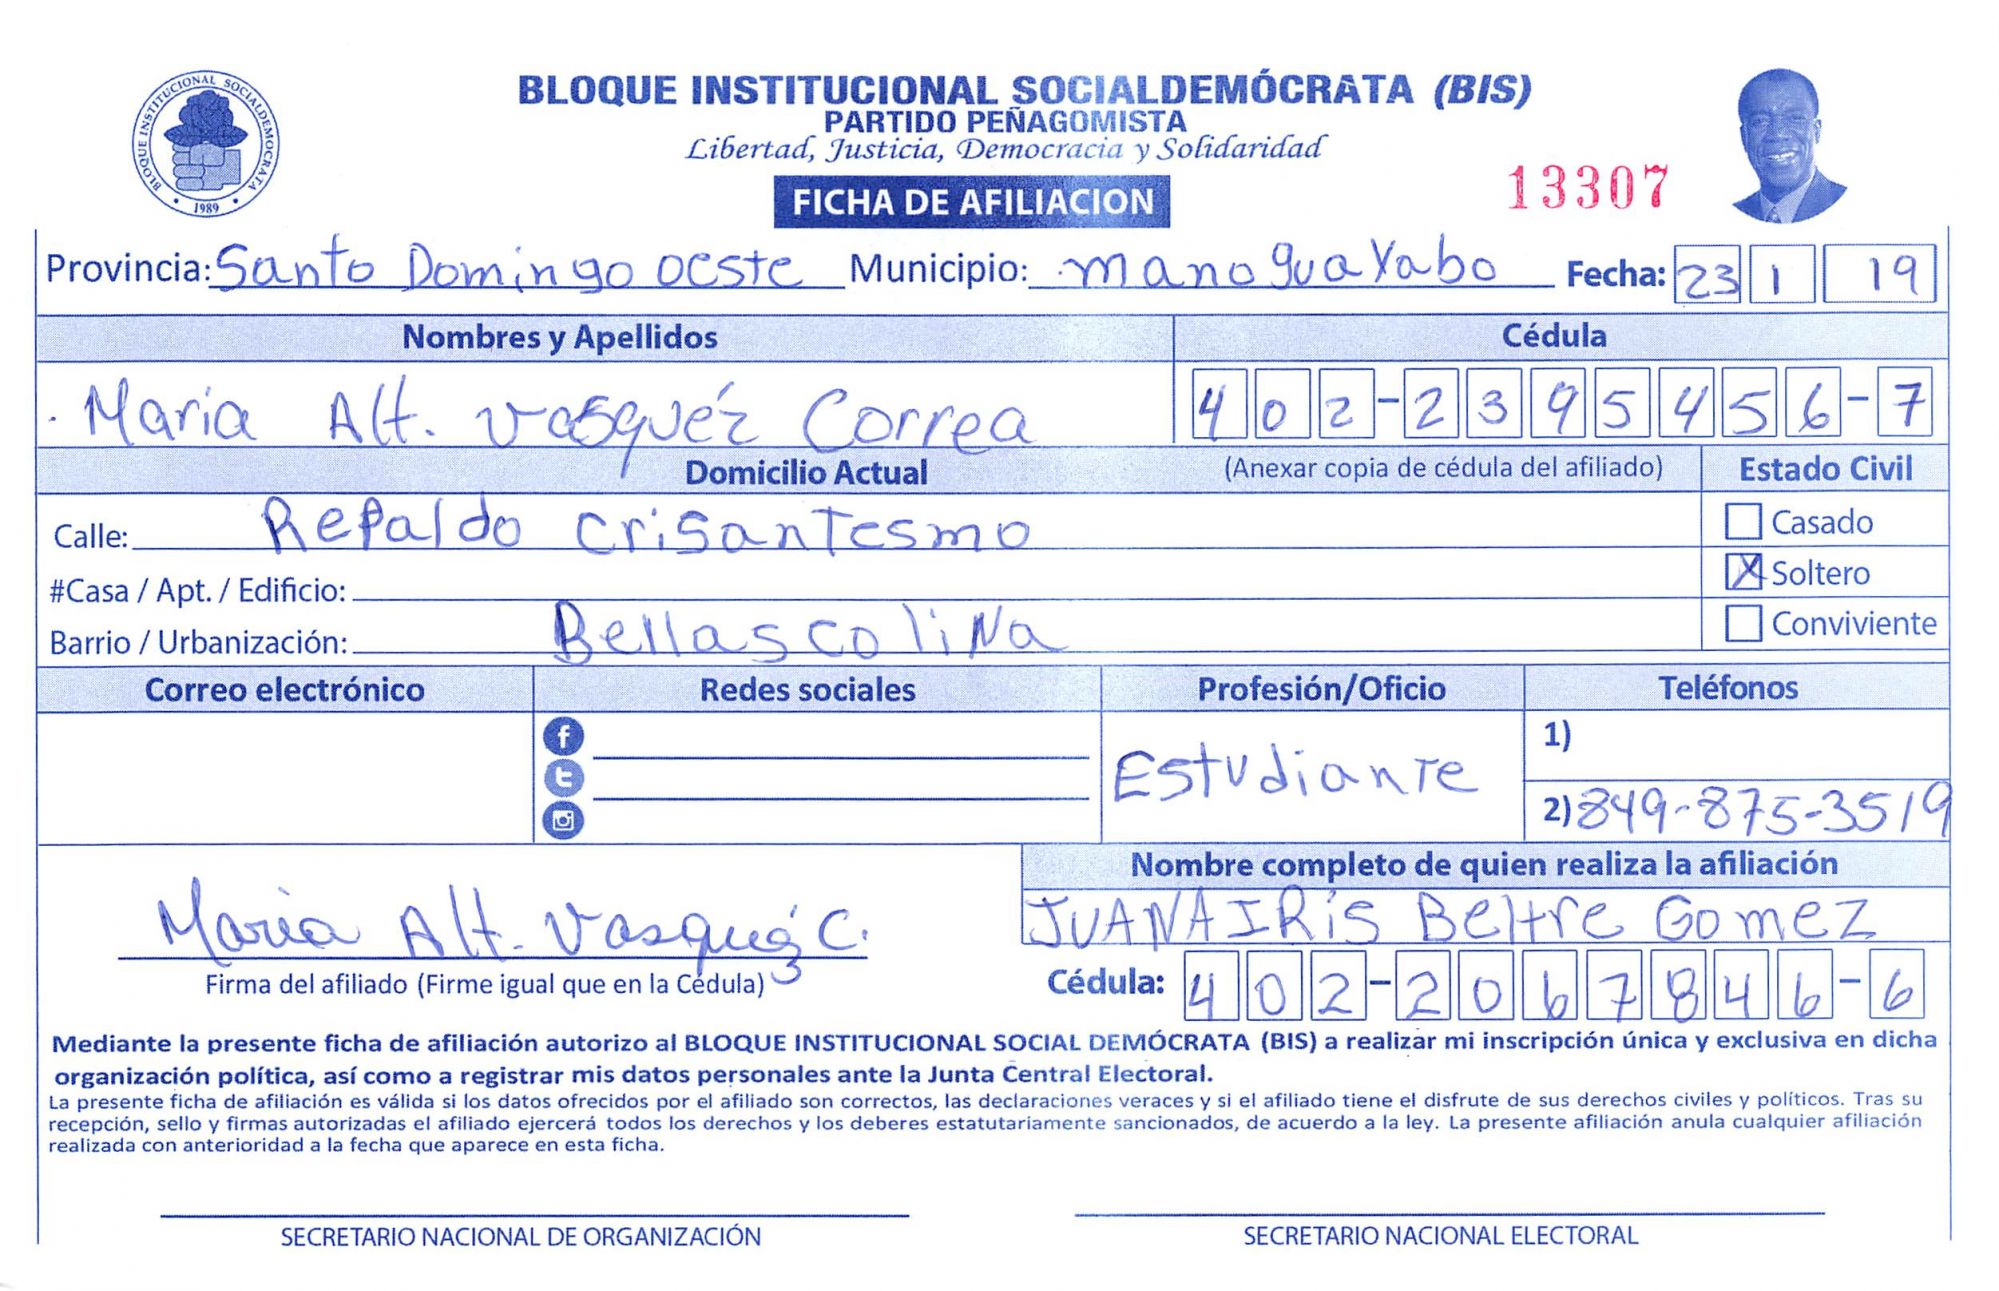 BLOQUE INSTITUCIONAL SOCIALDEMOCRATA
1989
BLOQUE INSTITUCIONAL SOCIALDEMÓCRATA (BIS)
PARTIDO PEÑAGOMISTA
Libertad, Justicia, Democracia y Solidaridad
FICHA DE AFILIACION
13307
Provincia: Santo Domingo oeste Municipio: manoguayabo Fecha: 23 1 19
Nombres y Apellidos Cédula
Maria Alt. Vasquéz Correa 402-2395456-7
Domicilio Actual (Anexar copia de cédula del afiliado) Estado Civil
Calle: Repaldo crisantesmo Casado
#Casa / Apt. / Edificio: X Soltero
Barrio / Urbanización: Bellascolina Conviviente
Correo electrónico Redes sociales Profesión/Oficio Teléfonos
Estudiante 1)
2) 849-875-3519
Nombre completo de quien realiza la afiliación
Maria Alt. Vasquéz C. JUANAIRis Beltre Gomez
Firma del afiliado (Firme igual que en la Cédula) Cédula: 402-2067846-6
Mediante la presente ficha de afiliación autorizo al BLOQUE INSTITUCIONAL SOCIAL DEMÓCRATA (BIS) a realizar mi inscripción única y exclusiva en dicha
organización política, así como a registrar mis datos personales ante la Junta Central Electoral.
La presente ficha de afiliación es válida si los datos ofrecidos por el afiliado son correctos, las declaraciones veraces y si el afiliado tiene el disfrute de sus derechos civiles y políticos. Tras su
recepción, sello y firmas autorizadas el afiliado ejercerá todos los derechos y los deberes estatutariamente sancionados, de acuerdo a la ley. La presente afiliación anula cualquier afiliación
realizada con anterioridad a la fecha que aparece en esta ficha.
SECRETARIO NACIONAL DE ORGANIZACIÓN SECRETARIO NACIONAL ELECTORAL